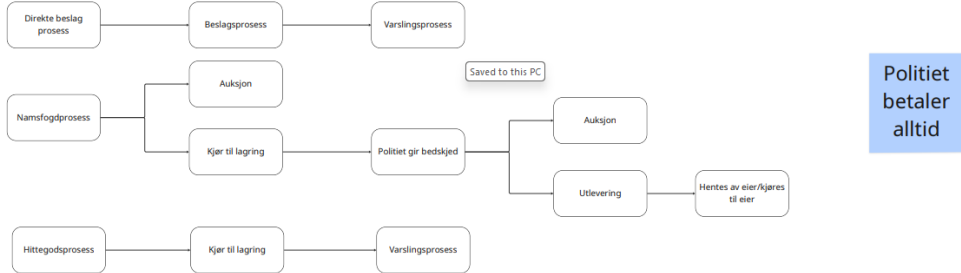 Direkte beslag
prosess
Beslagsprosess
Varslingsprosess
Saved to this PC
Politiet
betaler
alltid
Namsfogdprosess
Auksjon
Kjør til lagring
Politiet gir bedskjed
Auksjon
Utlevering
Hentes av eier/kjøres
til eier
Hittegodsprosess
Kjør til lagring
Varslingsprosess